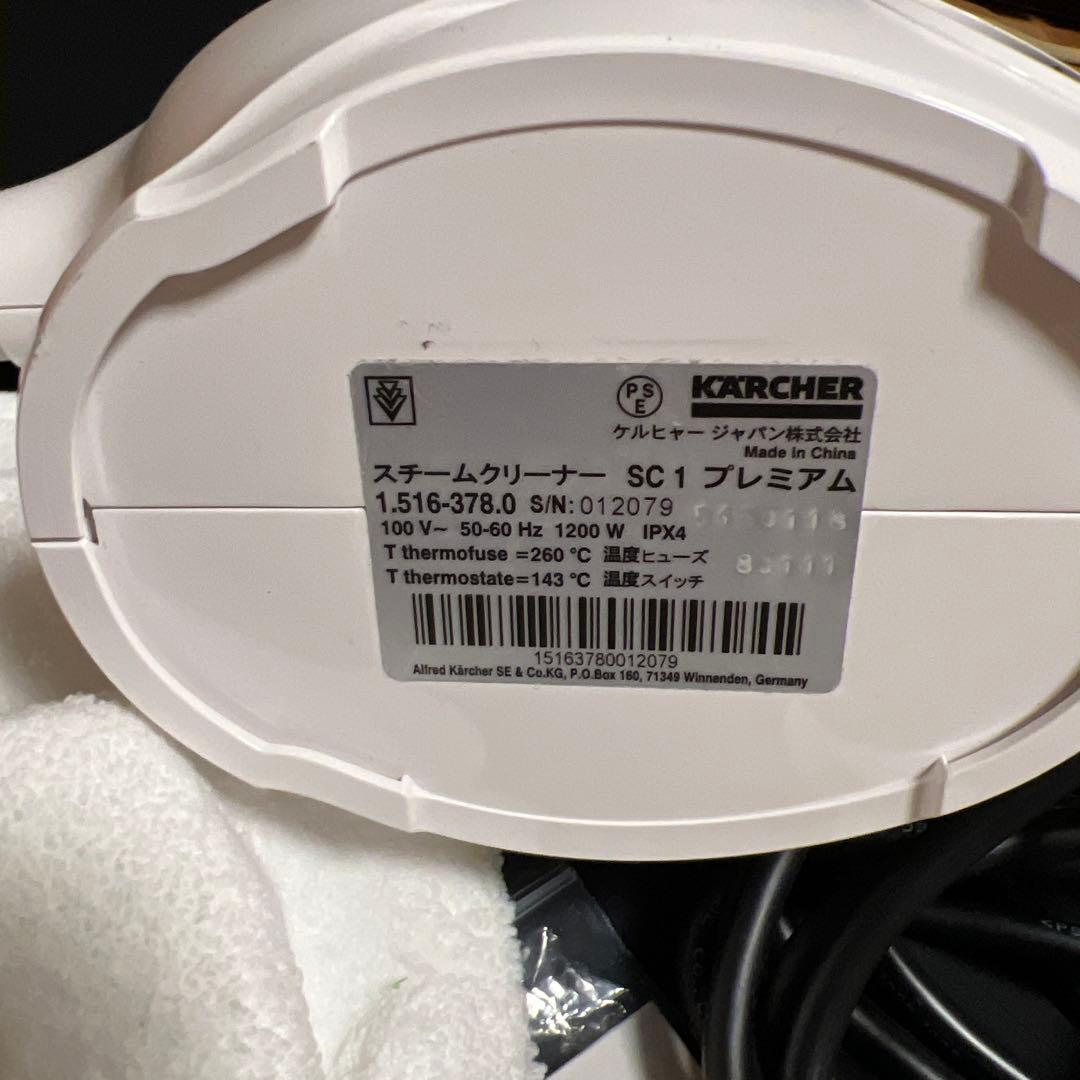 PSE KÄRCHER
ケルヒャー ジャパン株式会社
Made in China
スチームクリーナー SC 1 プレミアム
1.516-378.0 S/N: 012079
100 V~ 50-60 Hz 1200 W IPX4
T thermofuse =260 °C 温度ヒューズ
T thermostate=143 °C 温度スイッチ
15163780012079
Alfred Kärcher SE & Co.KG, P.O.Box 160, 71349 Winnenden, Germany